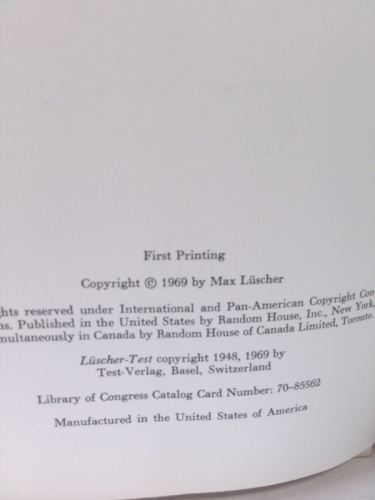 First Printing
Copyright © 1969 by Max Lüscher
ghts reserved under International and Pan-American Copyright Con
ns. Published in the United States by Random House, Inc., New York,
multaneously in Canada by Random House of Canada Limited, Toronto.
Lüscher-Test copyright 1948, 1969 by
Test-Verlag, Basel, Switzerland
Library of Congress Catalog Card Number: 70-85562
Manufactured in the United States of America